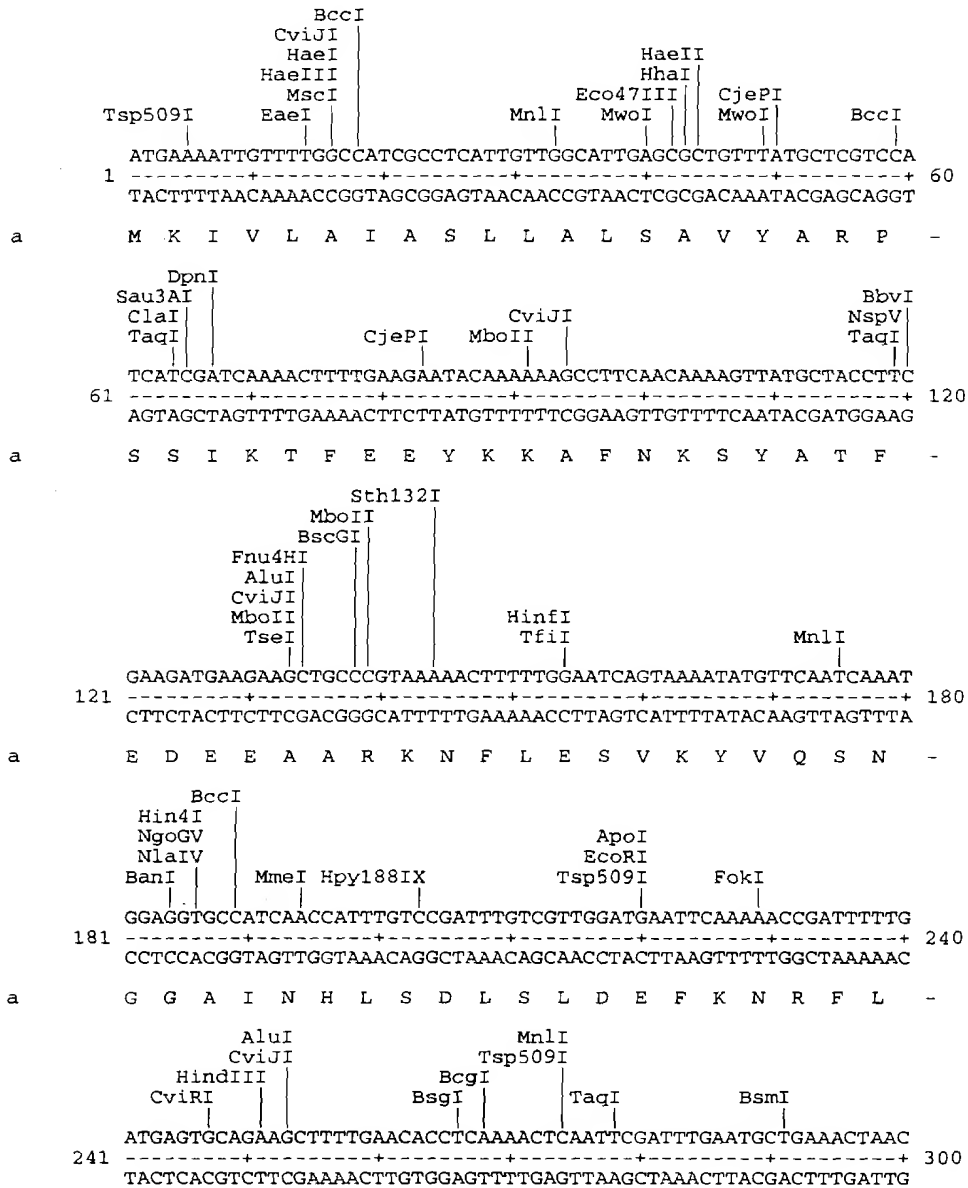 BccI
CviJI
HaeI HaeII
HaeIII HhaI
MscI Eco47III CjePI
Tsp509I EaeI MnlI MwoI MwoI BccI
ATGAAAATTGTTTTGGCCATCGCCTCATTGTTGGCATTGAGCGCTGTTTATGCTCGTCCA
1 ---------+---------+---------+---------+---------+---------+ 60
TACTTTTAACAAAACCGGTAGCGGAGTAACAACCGTAACTCGCGACAAATACGAGCAGGT
a M K I V L A I A S L L A L S A V Y A R P -
DpnI
Sau3AI BbvI
ClaI CviJI NspV
TaqI CjePI MboII TaqI
TCATCGATCAAAACTTTTGAAGAATACAAAAAAGCCTTCAACAAAAGTTATGCTACCTTC
61 ---------+---------+---------+---------+---------+---------+ 120
AGTAGCTAGTTTTGAAAACTTCTTATGTTTTTTCGGAAGTTGTTTTCAATACGATGGAAG
a S S I K T F E E Y K K A F N K S Y A T F -
Sth132I
MboII
BscGI
Fnu4HI
AluI
CviJI
MboII HinfI
TseI TfiI MnlI
GAAGATGAAGAAGCTGCCCGTAAAAACTTTTTGGAATCAGTAAAATATGTTCAATCAAAT
121 ---------+---------+---------+---------+---------+---------+ 180
CTTCTACTTCTTCGACGGGCATTTTTGAAAAACCTTAGTCATTTTATACAAGTTAGTTTA
a E D E E A A R K N F L E S V K Y V Q S N -
BccI
Hin4I
NgoGV ApoI
NlaIV EcoRI
BanI MmeI Hpy188IX Tsp509I FokI
GGAGGTGCCATCAACCATTTGTCCGATTTGTCGTTGGATGAATTCAAAAACCGATTTTTG
181 ---------+---------+---------+---------+---------+---------+ 240
CCTCCACGGTAGTTGGTAAACAGGCTAAACAGCAACCTACTTAAGTTTTTGGCTAAAAAC
a G G A I N H L S D L S L D E F K N R F L -
AluI MnlI
CviJI Tsp509I
HindIII BcgI
CviRI BsgI TaqI BsmI
ATGAGTGCAGAAGCTTTTGAACACCTCAAAACTCAATTCGATTTGAATGCTGAAACTAAC
241 ---------+---------+---------+---------+---------+---------+ 300
TACTCACGTCTTCGAAAACTTGTGGAGTTTTGAGTTAAGCTAAACTTACGACTTTGATTG